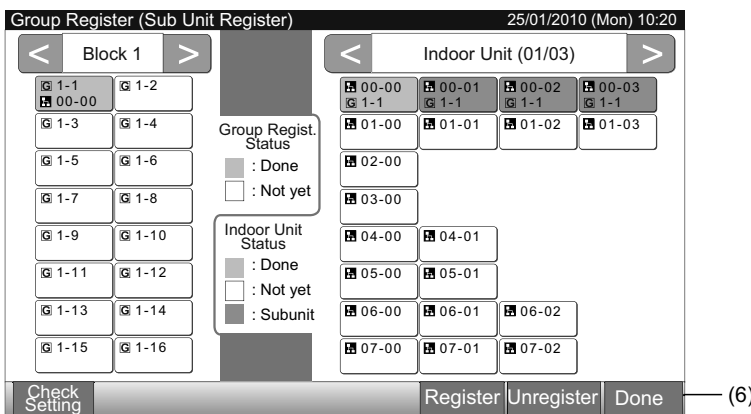 Group Register (Sub Unit Register) 25/01/2010 (Mon) 10:20
< Block 1 > < Indoor Unit (01/03) >
G 1-1 G 1-2
00-00
G 1-3 G 1-4
G 1-5 G 1-6
G 1-7 G 1-8
G 1-9 G 1-10
G 1-11 G 1-12
G 1-13 G 1-14
G 1-15 G 1-16
Group Regist.
Status
: Done
: Not yet
Indoor Unit
Status
: Done
: Not yet
: Subunit
00-00 00-01 00-02 00-03
G 1-1 G 1-1 G 1-1 G 1-1
01-00 01-01 01-02 01-03
02-00
03-00
04-00 04-01
05-00 05-01
06-00 06-01 06-02
07-00 07-01 07-02
Check
Setting
Register Unregister Done (6)